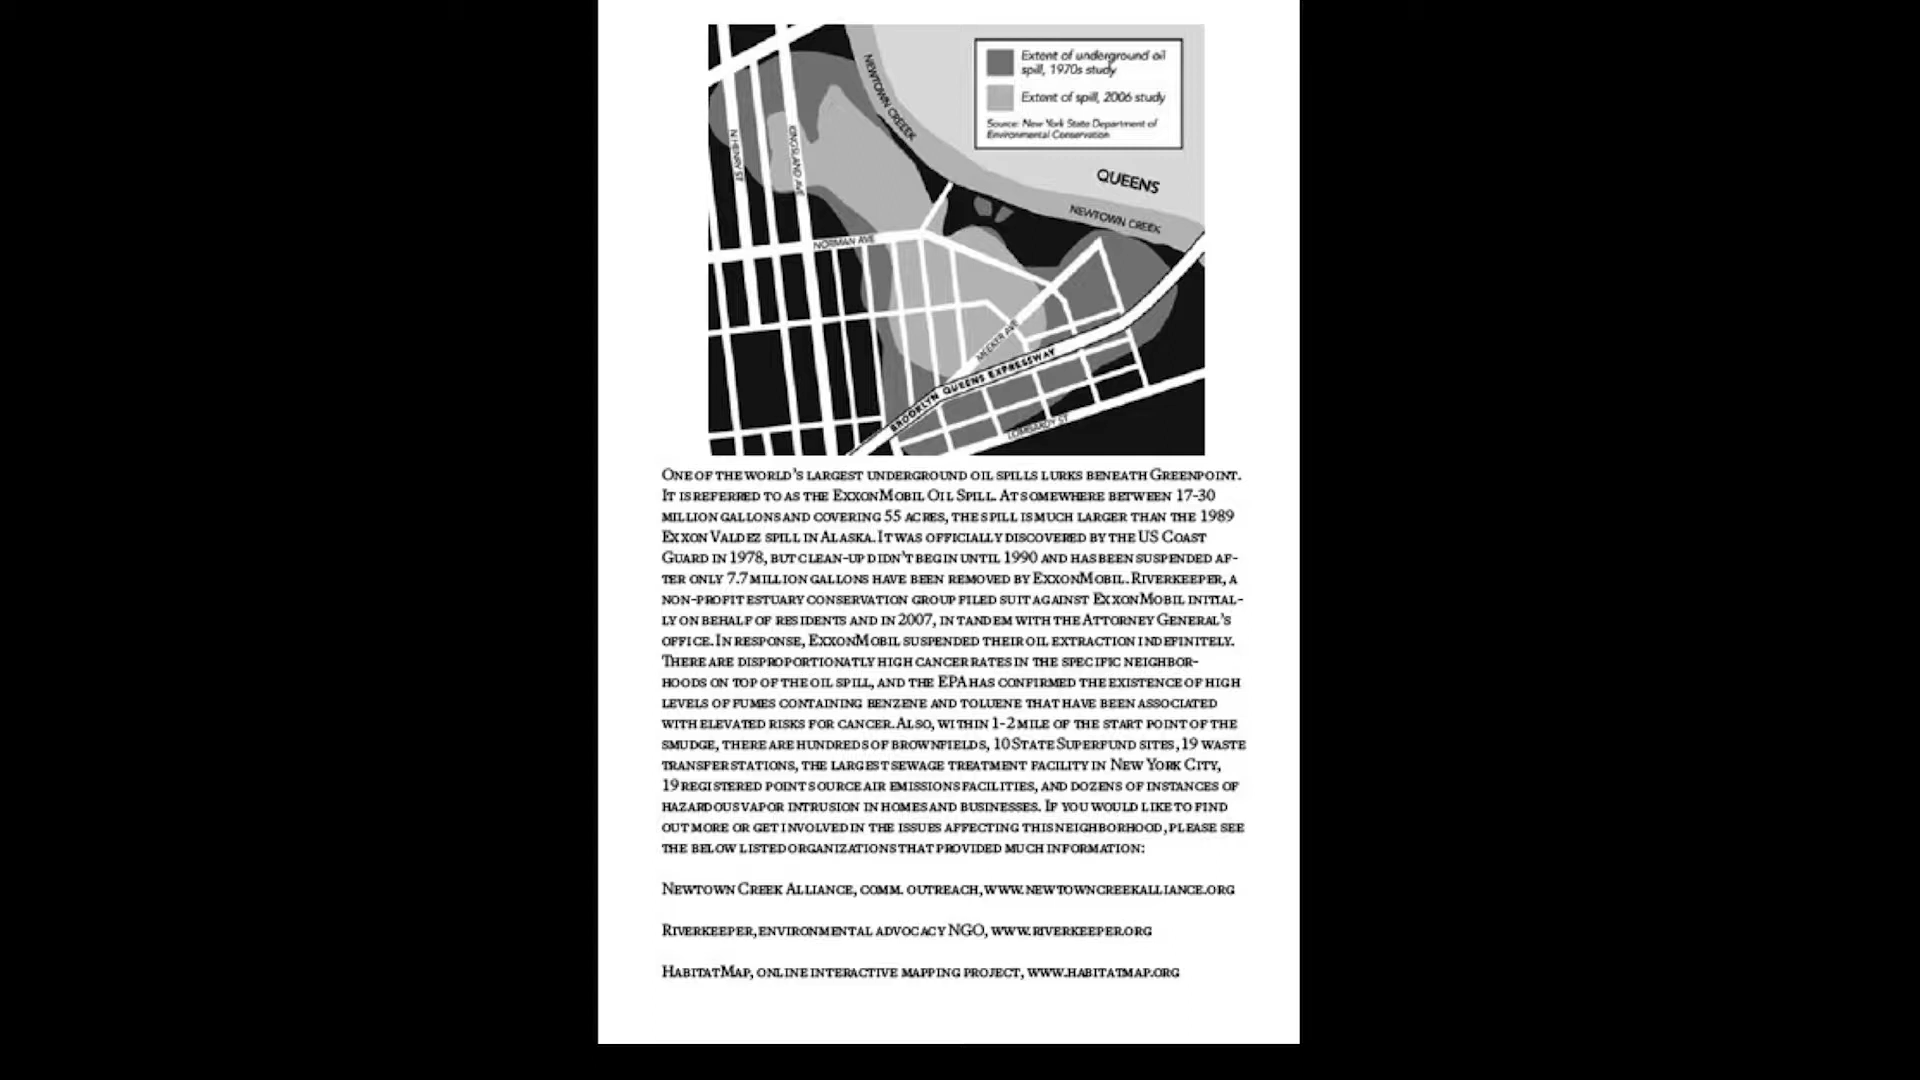 Extent of underground oil
spill, 1970s study
Extent of spill, 2006 study
Source: New York State Department of
Environmental Conservation
NEWTOWN CREEK
QUEENS
NEWTOWN CREEK
N HENRY ST
KINGSLAND AVE
NORMAN AVE
MEEKER AVE
BROOKLYN QUEENS EXPRESSWAY
LOMBARDY ST
One of the world's largest underground oil spills lurks beneath Greenpoint.
It is referred to as the ExxonMobil Oil Spill. At somewhere between 17-30
million gallons and covering 55 acres, the spill is much larger than the 1989
Exxon Valdez spill in Alaska. It was officially discovered by the US Coast
Guard in 1978, but clean-up didn't begin until 1990 and has been suspended af-
ter only 7.7 million gallons have been removed by ExxonMobil. Riverkeeper, a
non-profit estuary conservation group filed suit against ExxonMobil initial-
ly on behalf of residents and in 2007, in tandem with the Attorney General's
office. In response, ExxonMobil suspended their oil extraction indefinitely.
There are disproportionatly high cancer rates in the specific neighbor-
hoods on top of the oil spill, and the EPA has confirmed the existence of high
levels of fumes containing benzene and toluene that have been associated
with elevated risks for cancer. Also, within 1-2 mile of the start point of the
smudge, there are hundreds of brownfields, 10 State Superfund sites, 19 waste
transfer stations, the largest sewage treatment facility in New York City,
19 registered point source air emissions facilities, and dozens of instances of
hazardous vapor intrusion in homes and businesses. If you would like to find
out more or get involved in the issues affecting this neighborhood, please see
the below listed organizations that provided much information:
Newtown Creek Alliance, comm. outreach, www.newtowncreekalliance.org
Riverkeeper, environmental advocacy NGO, www.riverkeeper.org
HabitatMap, online interactive mapping project, www.habitatmap.org